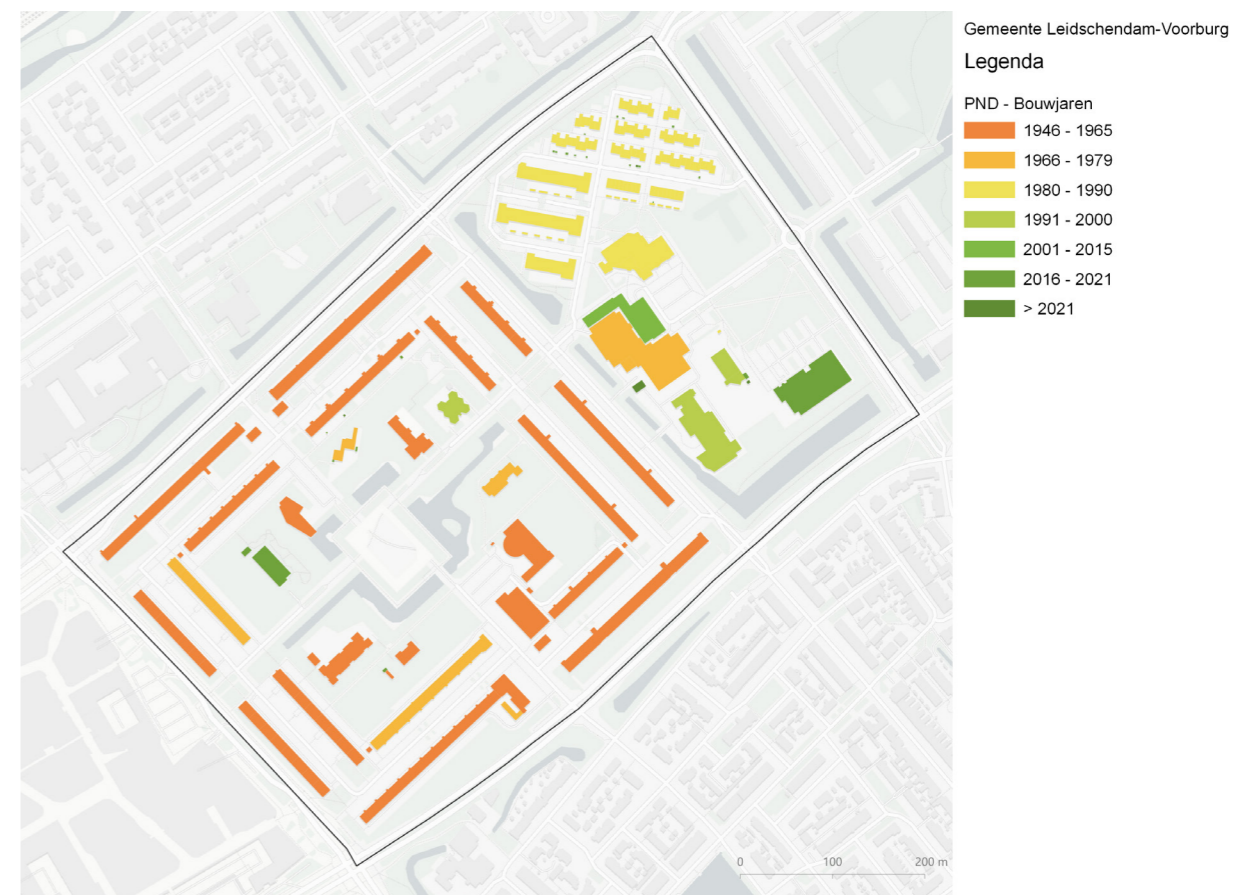 Gemeente Leidschendam-Voorburg
Legenda
PND - Bouwjaren
1946 - 1965
1966 - 1979
1980 - 1990
1991 - 2000
2001 - 2015
2016 - 2021
> 2021
0 100 200 m